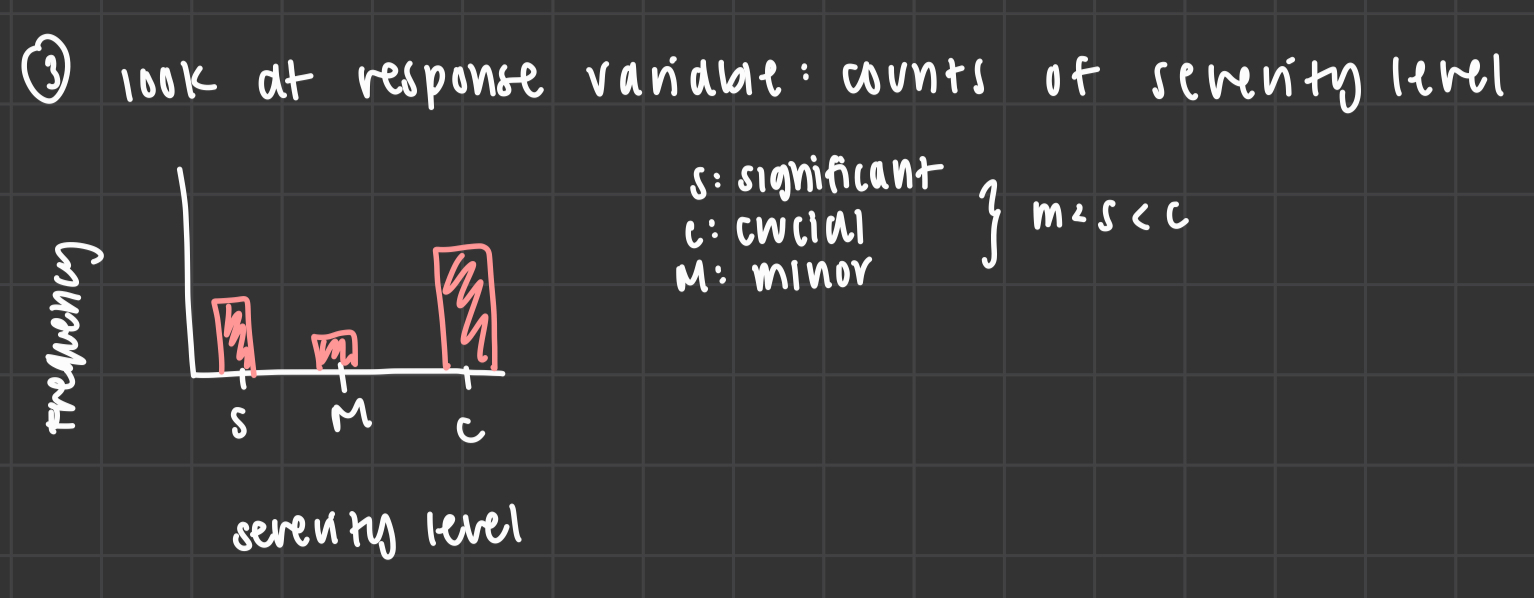 ③ look at response variable: counts of severity level
S: significant
C: crucial
M: minor
} m < s < c
Frequency
S M C
severity level